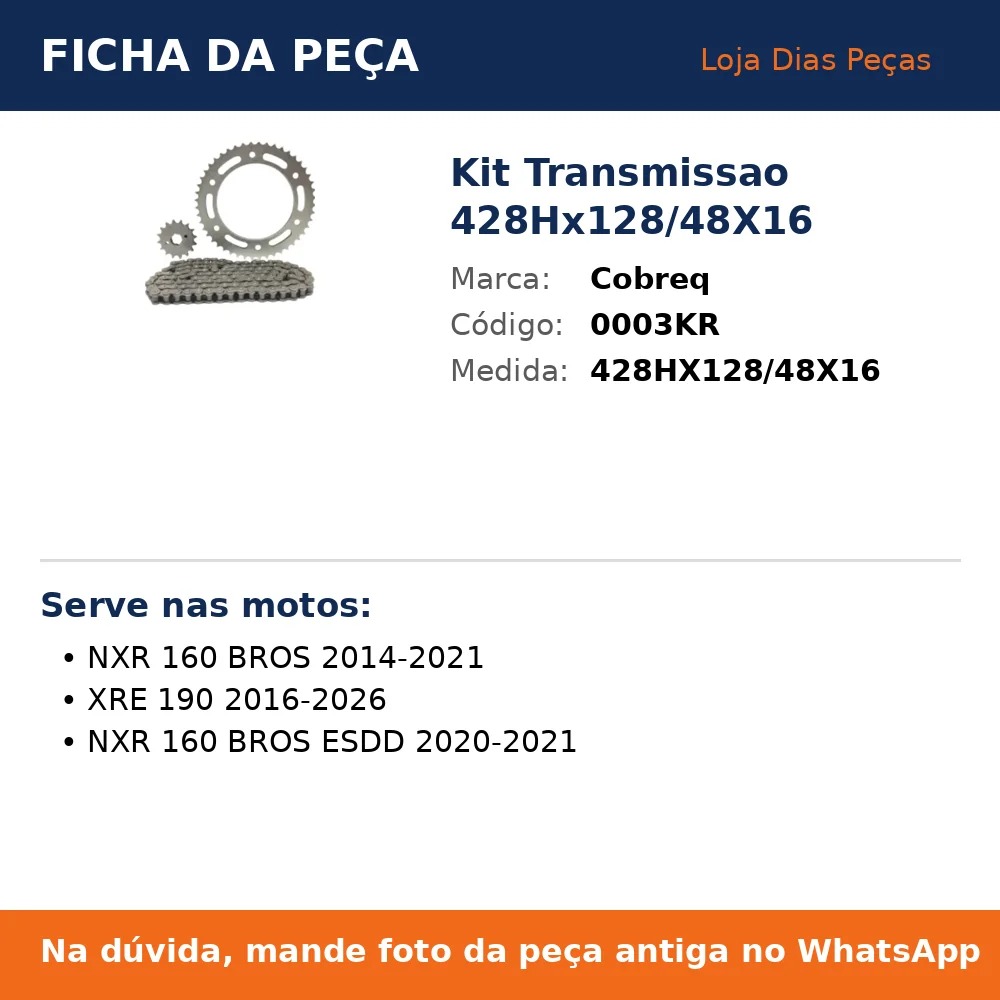 FICHA DA PEÇA
Loja Dias Peças
Kit Transmissao
428Hx128/48X16
Marca: Cobreq
Código: 0003KR
Medida: 428HX128/48X16
Serve nas motos:
• NXR 160 BROS 2014-2021
• XRE 190 2016-2026
• NXR 160 BROS ESDD 2020-2021
Na dúvida, mande foto da peça antiga no WhatsApp